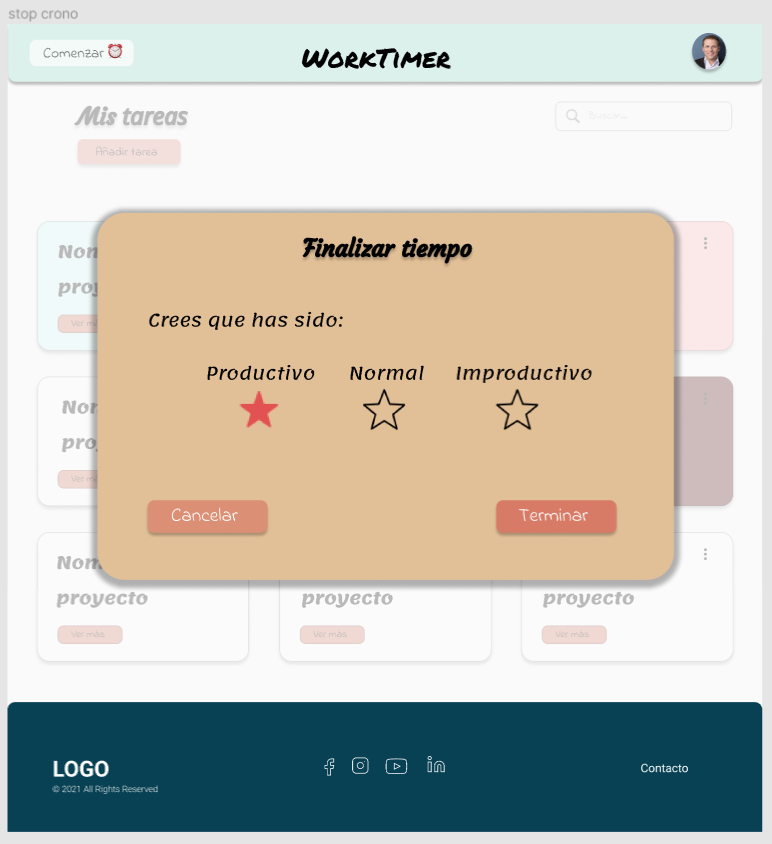 stop crono
Comenzar ⏰
WorkTimer
Mis tareas
Buscar...
Añadir tarea
Finalizar tiempo
Crees que has sido:
Productivo Normal Improductivo
Cancelar Terminar
Nom
proy
Ver má
Nom
proy
Ver má
Nom
proyecto proyecto proyecto
Ver más Ver más Ver más
LOGO
© 2021 All Rights Reserved
Contacto